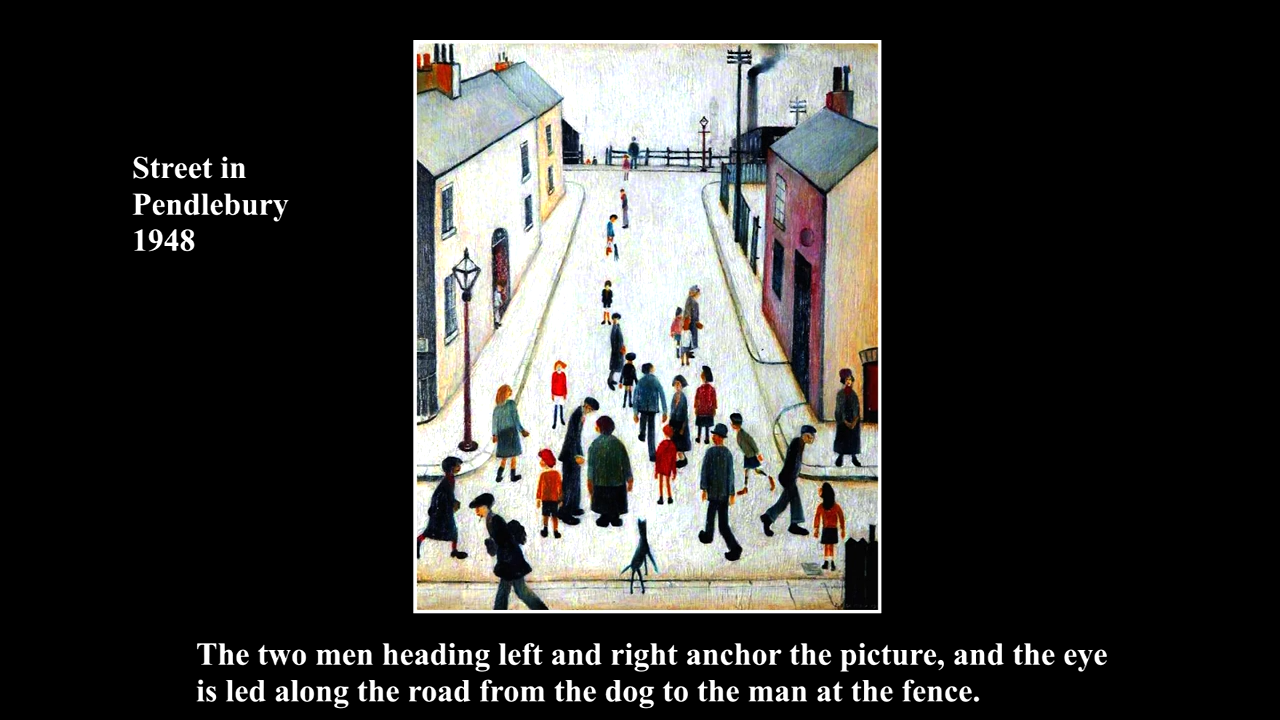 Street in
Pendlebury
1948
The two men heading left and right anchor the picture, and the eye
is led along the road from the dog to the man at the fence.